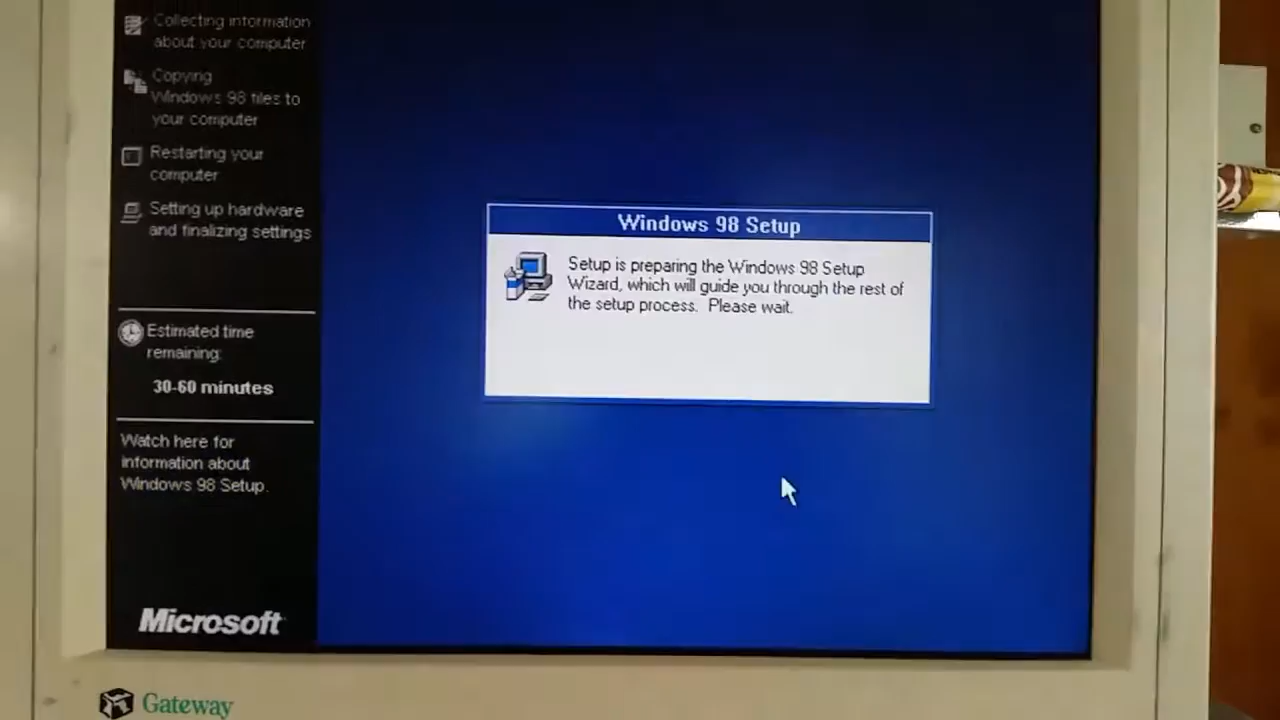 Collecting information
about your computer
Copying
Windows 98 files to
your computer
Restarting your
computer
Setting up hardware
and finalizing settings
Estimated time
remaining:
30-60 minutes
Watch here for
information about
Windows 98 Setup.
Microsoft
Windows 98 Setup
Setup is preparing the Windows 98 Setup
Wizard, which will guide you through the rest of
the setup process.  Please wait.
Gateway